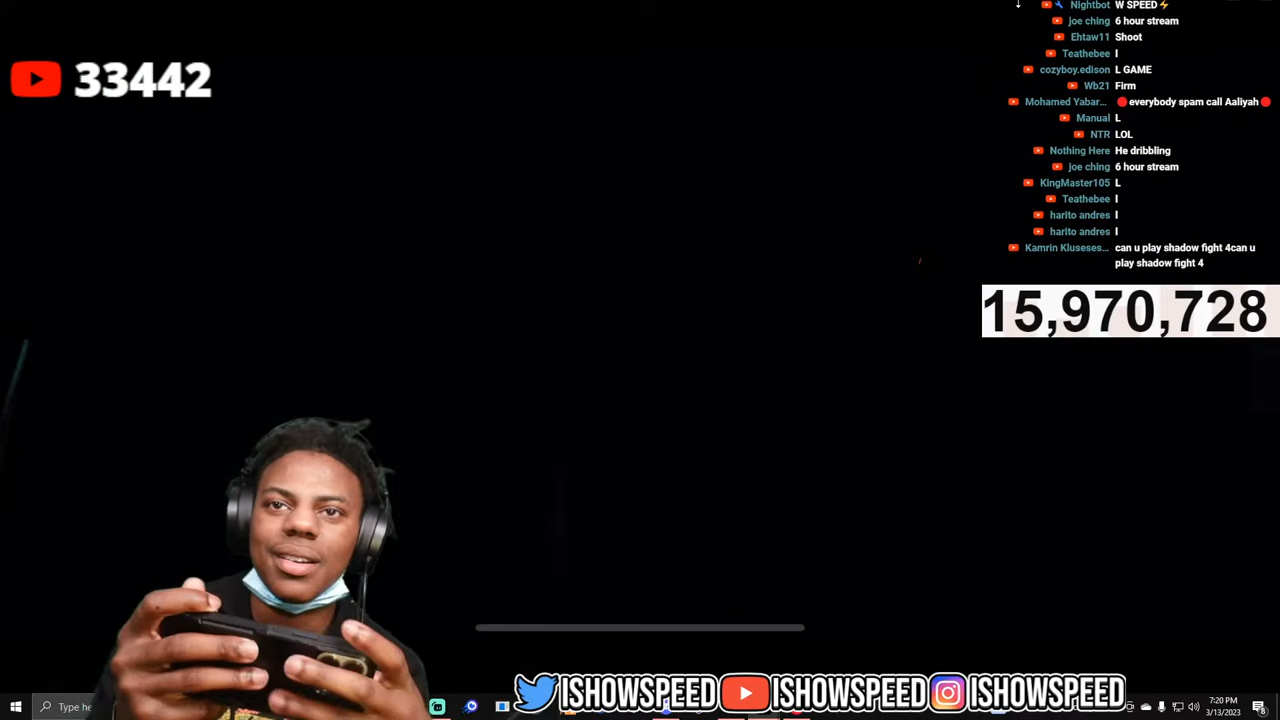 33442
Nightbot W SPEED⚡
joe ching 6 hour stream
Ehtaw11 Shoot
Teathebee I
cozyboy.edison L GAME
Wb21 Firm
Mohamed Yabar... 🔴everybody spam call Aaliyah🔴
Manual L
NTR LOL
Nothing Here He dribbling
joe ching 6 hour stream
KingMaster105 L
Teathebee I
harito andres I
harito andres I
Kamrin Kluseses... can u play shadow fight 4can u
play shadow fight 4
15,970,728
ISHOWSPEED ISHOWSPEED ISHOWSPEED
Type he
7:20 PM
3/13/2023